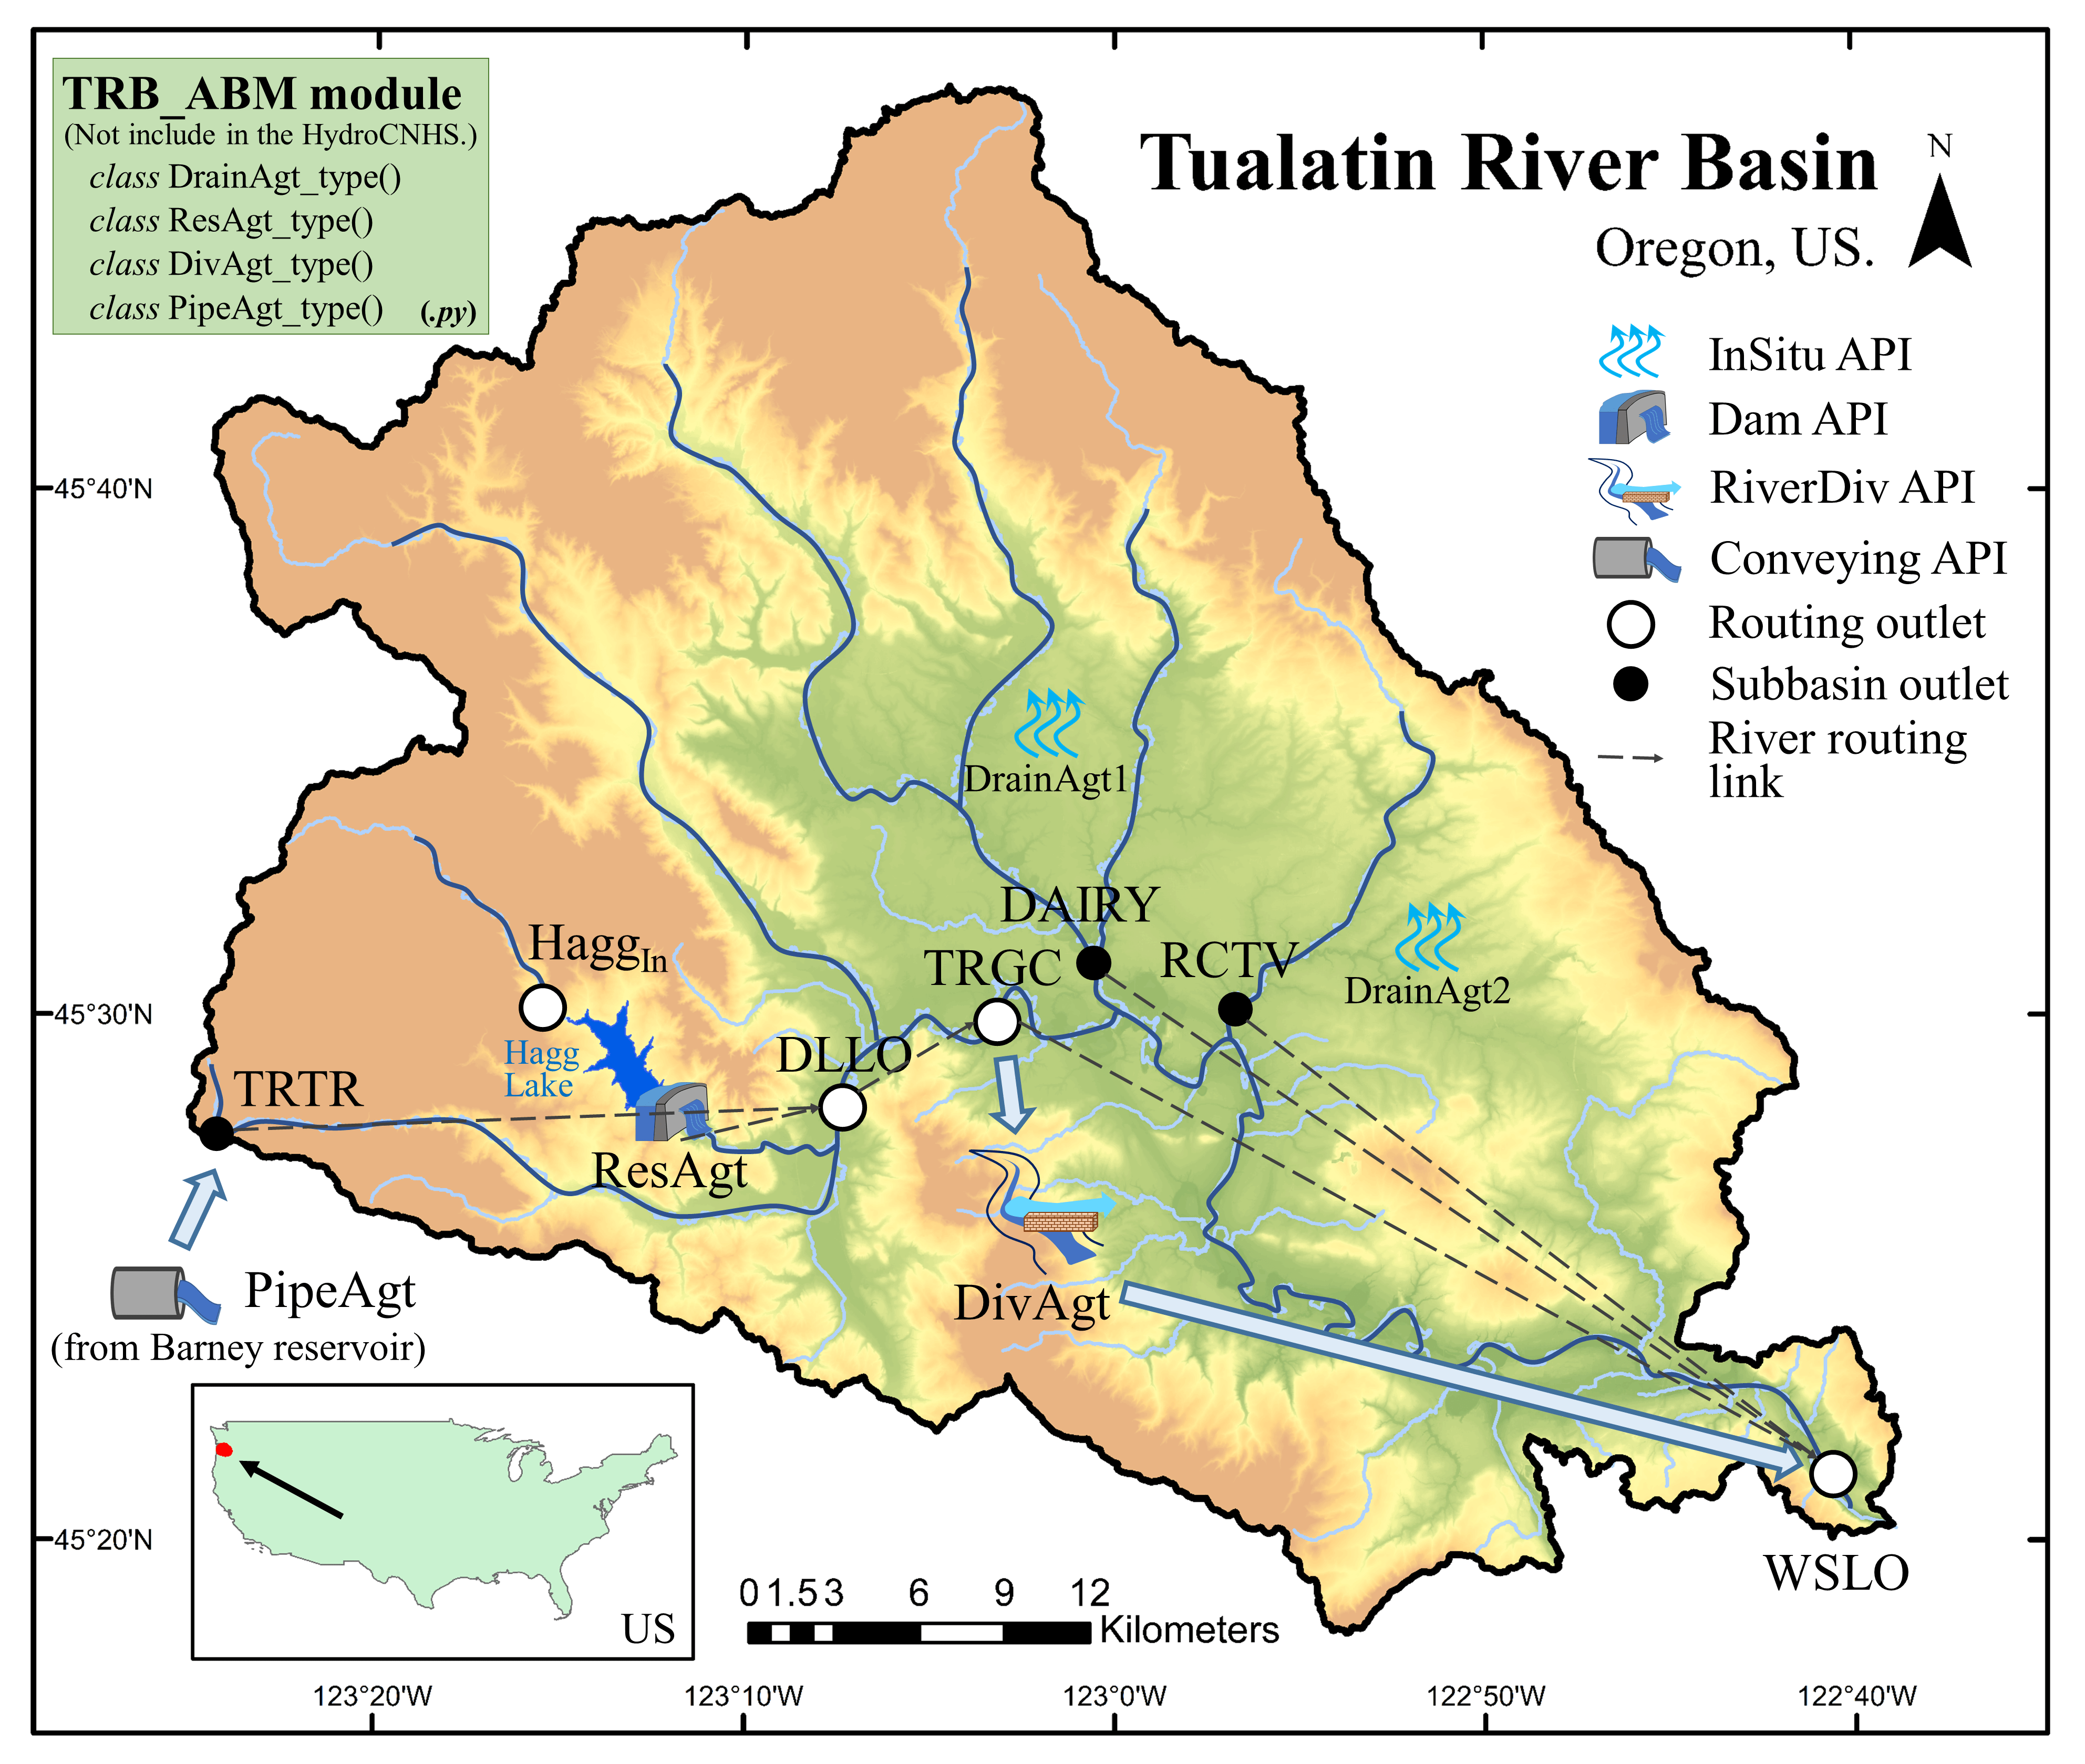 TRB_ABM module
(Not include in the HydroCNHS.)
class DrainAgt_type()
class ResAgt_type()
class DivAgt_type()
class PipeAgt_type() (.py)
Tualatin River Basin
Oregon, US.
N
InSitu API
Dam API
RiverDiv API
Conveying API
Routing outlet
Subbasin outlet
River routing
link
45°40'N
45°30'N
45°20'N
DrainAgt1
DAIRY
HaggIn
TRGC
RCTV
DrainAgt2
Hagg
Lake
DLLO
TRTR
ResAgt
PipeAgt
(from Barney reservoir)
DivAgt
WSLO
US
0 1.5 3 6 9 12
Kilometers
123°20'W 123°10'W 123°0'W 122°50'W 122°40'W